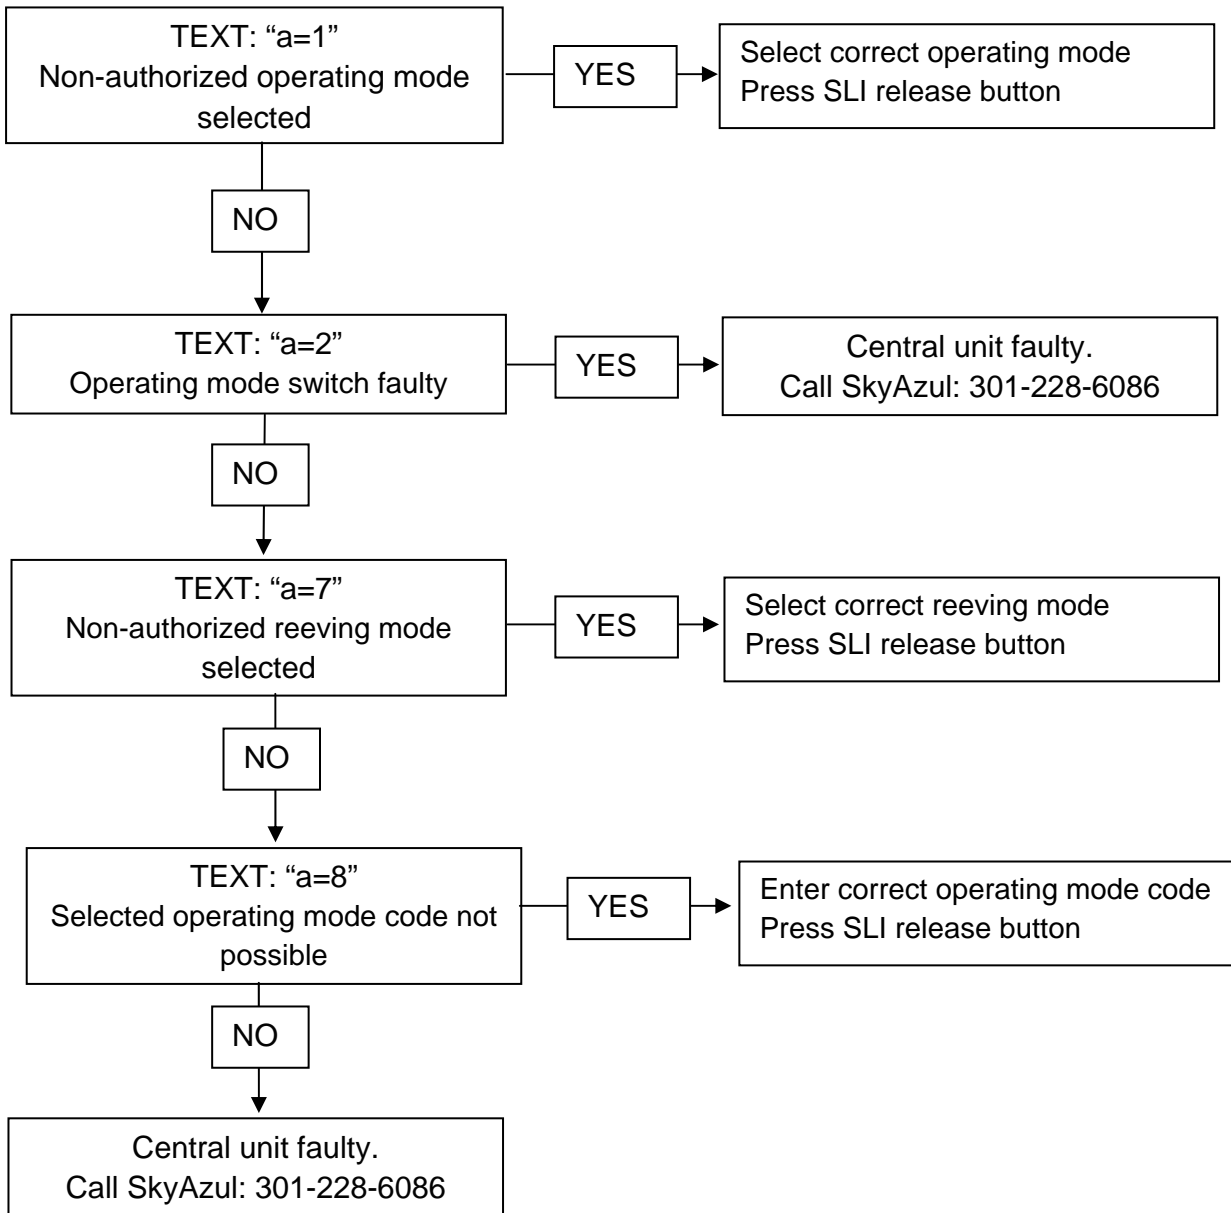 TEXT: “a=1”
Non-authorized operating mode
selected
YES
Select correct operating mode
Press SLI release button
NO
TEXT: “a=2”
Operating mode switch faulty
YES
Central unit faulty.
Call SkyAzul: 301-228-6086
NO
TEXT: “a=7”
Non-authorized reeving mode
selected
YES
Select correct reeving mode
Press SLI release button
NO
TEXT: “a=8”
Selected operating mode code not
possible
YES
Enter correct operating mode code
Press SLI release button
NO
Central unit faulty.
Call SkyAzul: 301-228-6086